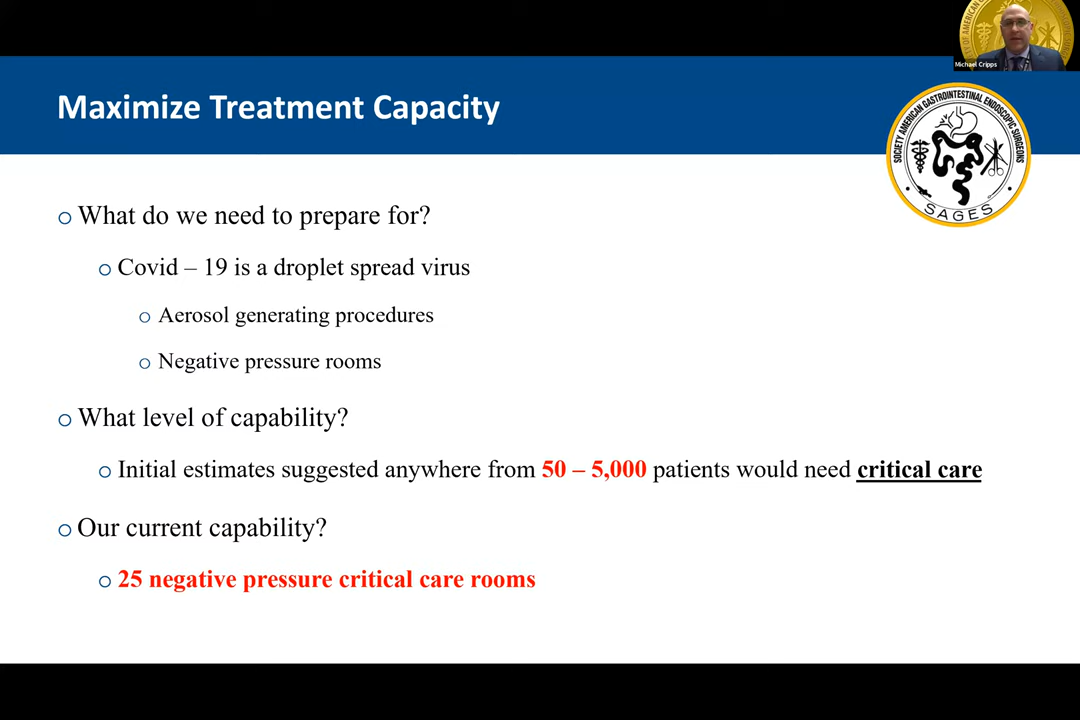 Michael Cripps
Maximize Treatment Capacity
SOCIETY AMERICAN GASTROINTESTINAL ENDOSCOPIC SURGEONS
SAGES
What do we need to prepare for?
Covid – 19 is a droplet spread virus
Aerosol generating procedures
Negative pressure rooms
What level of capability?
Initial estimates suggested anywhere from 50 – 5,000 patients would need critical care
Our current capability?
25 negative pressure critical care rooms